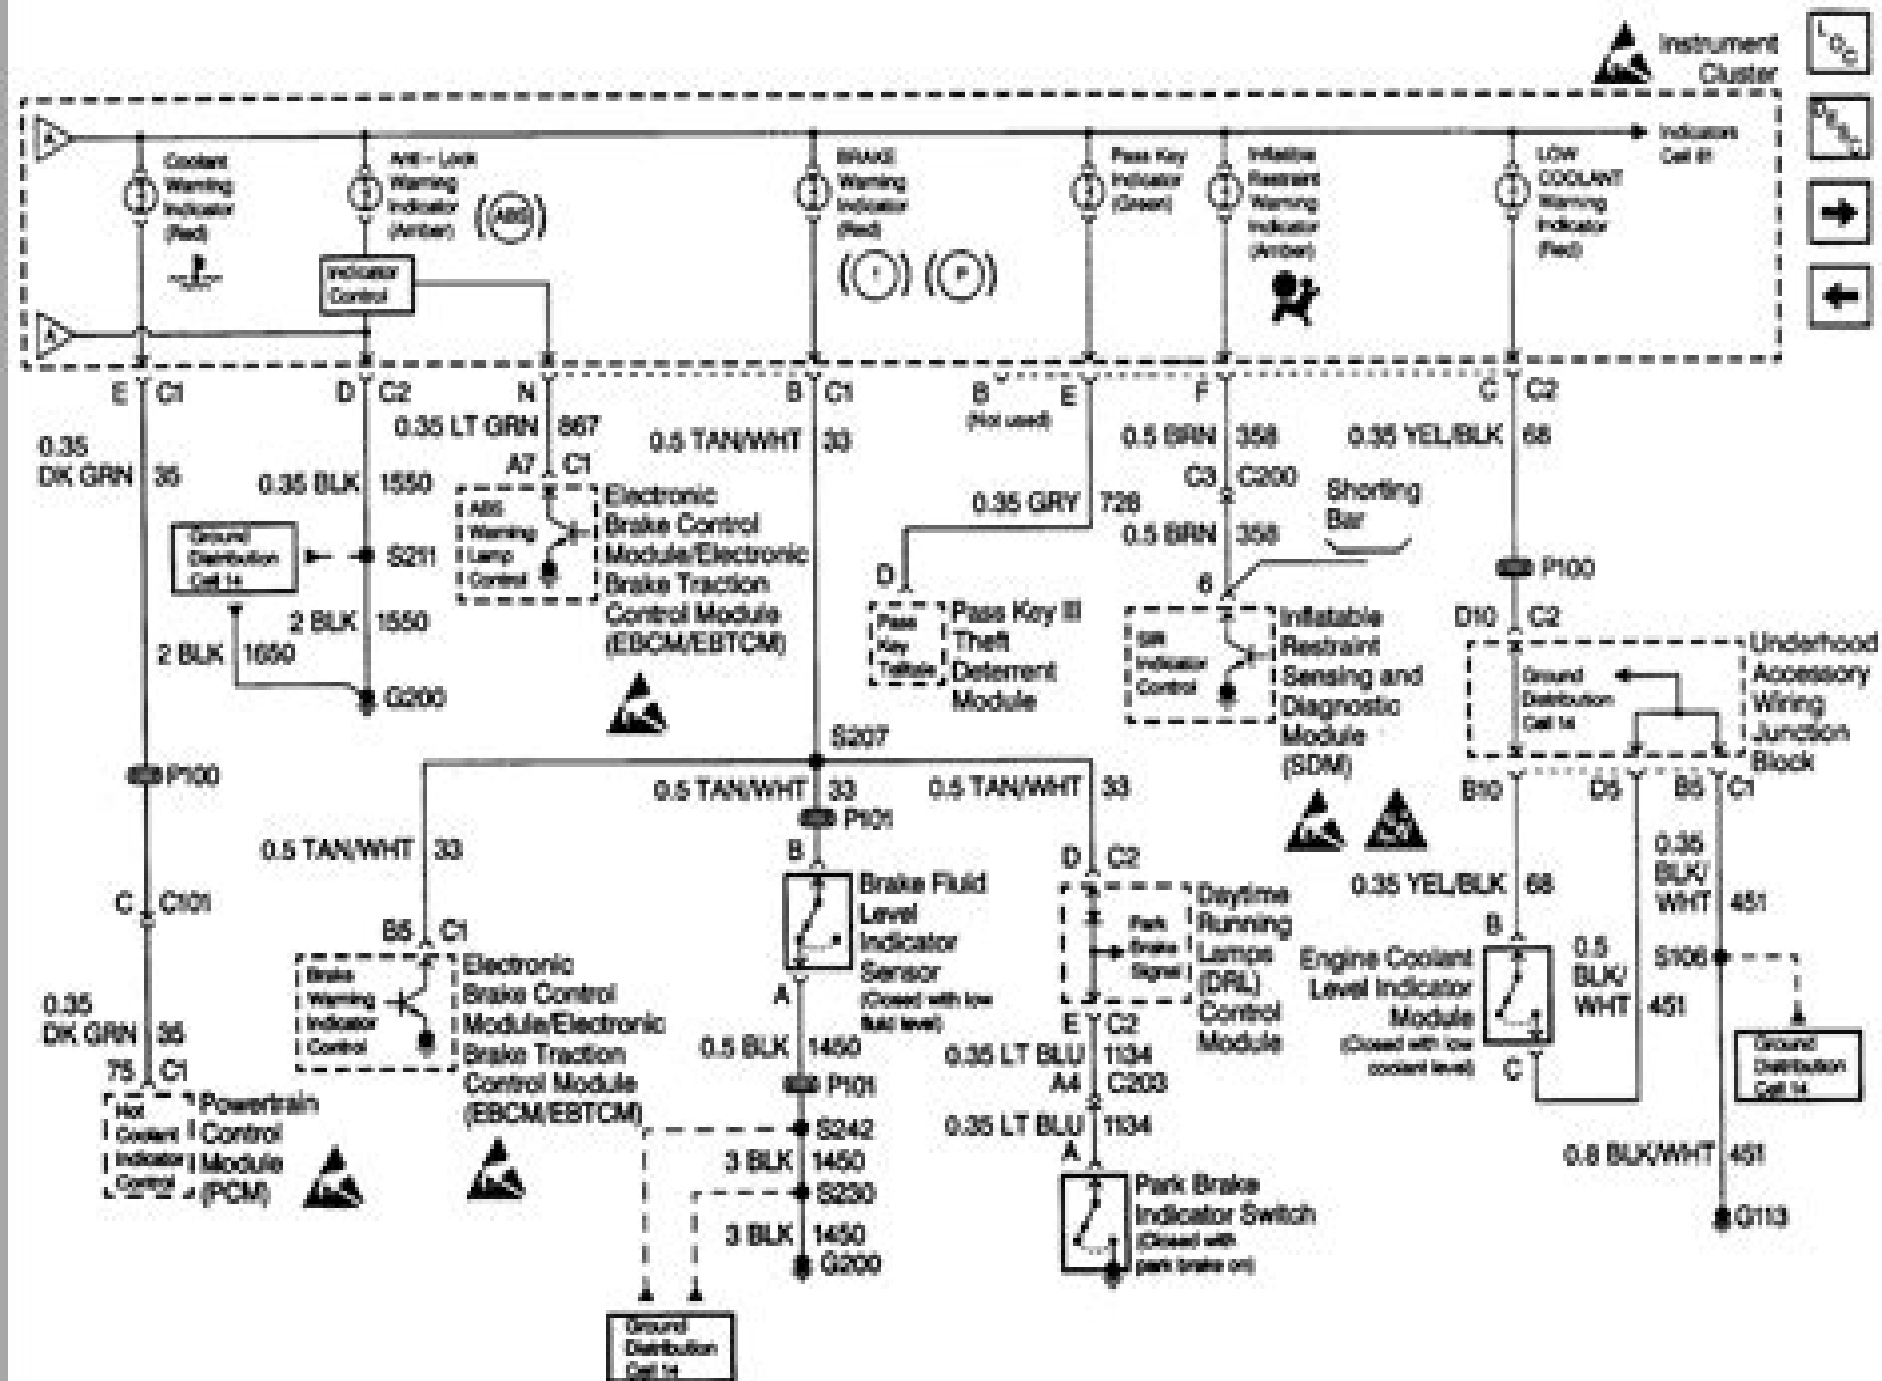 Instrument
Cluster
LOC
DESC
A
Coolant
Warning
Indicator
(Red)
Anti-Lock
Warning
Indicator
(Amber)
(ABS)
BRAKE
Warning
Indicator
(Red)
(!) (P)
Pass Key
Indicator
(Green)
Inflatable
Restraint
Warning
Indicator
(Amber)
LOW
COOLANT
Warning
Indicator
(Red)
Indicators
Cell 81
Indicator
Control
A
E C1
D C2
N
B C1
B
(Not used)
E
F
C C2
0.35
DK GRN 35
0.35 BLK 1550
0.35 LT GRN 867
A7 C1
0.5 TAN/WHT 33
0.35 GRY 728
0.5 BRN 358
C3 C200
0.5 BRN 358
Shorting
Bar
0.35 YEL/BLK 68
P100
D10 C2
Ground
Distribution
Cell 14
S211
2 BLK 1550
2 BLK 1650
G200
ABS
Warning
Lamp
Control
Electronic
Brake Control
Module/Electronic
Brake Traction
Control Module
(EBCM/EBTCM)
D
Pass
Key
Telltale
Pass Key III
Theft
Deterrent
Module
6
SIR
Indicator
Control
Inflatable
Restraint
Sensing and
Diagnostic
Module
(SDM)
Ground
Distribution
Cell 14
Underhood
Accessory
Wiring
Junction
Block
P100
S207
0.5 TAN/WHT 33
0.5 TAN/WHT 33
P101
B10
D5
B5 C1
0.5 TAN/WHT 33
B
Brake Fluid
Level
Indicator
Sensor
(Closed with low
fluid level)
A
D C2
Park
Brake
Signal
Daytime
Running
Lamps
(DRL)
Control
Module
0.35 YEL/BLK 68
B
0.35
BLK/
WHT 451
C C101
B5 C1
Brake
Warning
Indicator
Control
Electronic
Brake Control
Module/Electronic
Brake Traction
Control Module
(EBCM/EBTCM)
Engine Coolant
Level Indicator
Module
(Closed with low
coolant level)
C
0.5
BLK/
WHT 451
S106
Ground
Distribution
Cell 14
0.35
DK GRN 35
75 C1
Hot
Coolant
Indicator
Control
Powertrain
Control
Module
(PCM)
0.5 BLK 1450
P101
S242
3 BLK 1450
S230
3 BLK 1450
G200
Ground
Distribution
Cell 14
E C2
0.35 LT BLU 1134
A4 C203
0.35 LT BLU 1134
A
Park Brake
Indicator Switch
(Closed with
park brake on)
0.8 BLK/WHT 451
G113